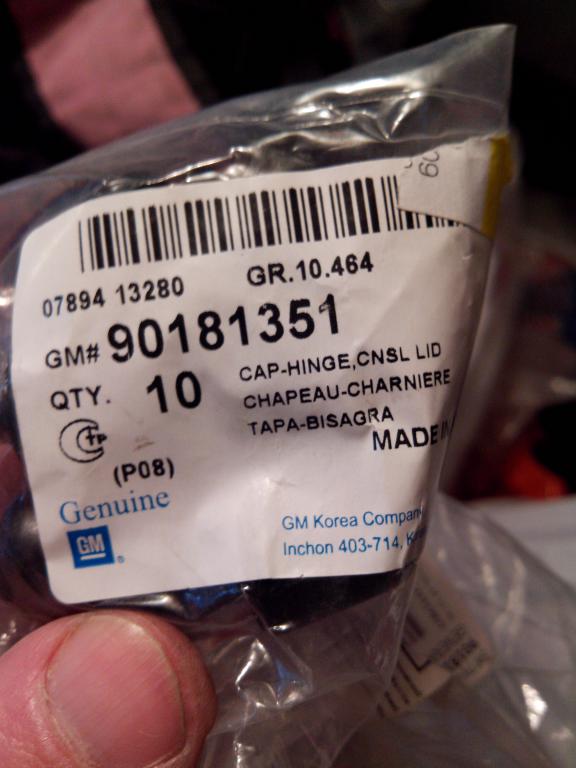 07894 13280
GR.10.464
GM# 90181351
QTY. 10
CAP-HINGE,CNSL LID
CHAPEAU-CHARNIERE
TAPA-BISAGRA
MADE IN
(P08)
Genuine
GM
GM Korea Company
Inchon 403-714,